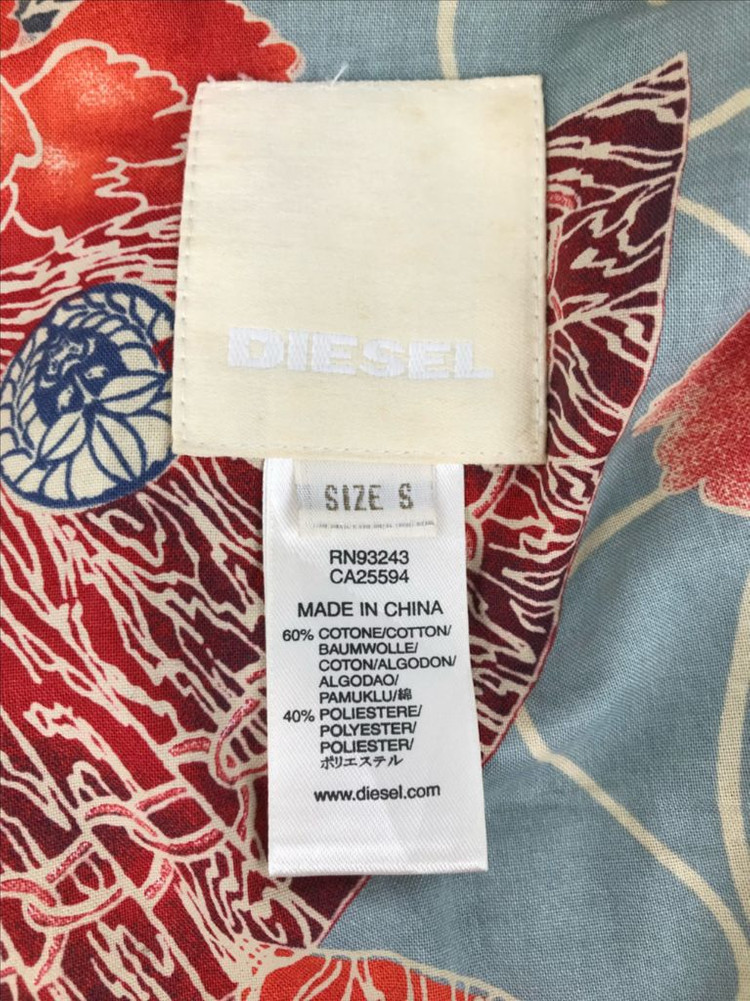 DIESEL
SIZE S
RN93243
CA25594
MADE IN CHINA
60% COTONE/COTTON/
BAUMWOLLE/
COTON/ALGODON/
ALGODAO/
PAMUKLU/綿
40% POLIESTERE/
POLYESTER/
POLIESTER/
ポリエステル
www.diesel.com